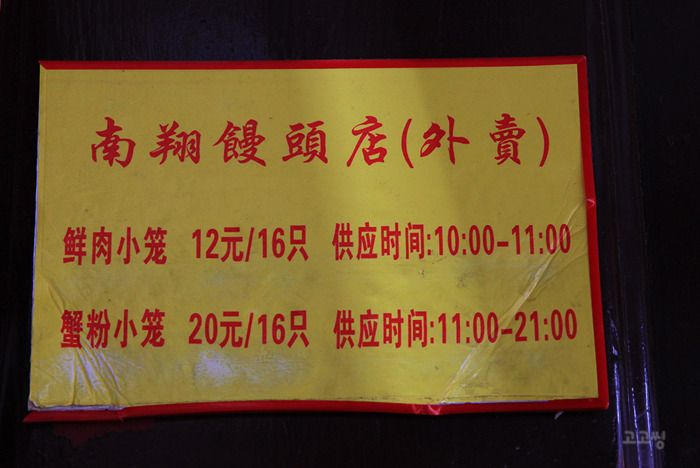 南翔饅頭店(外賣)
鲜肉小笼 12元/16只 供应时间:10:00-11:00
蟹粉小笼 20元/16只 供应时间:11:00-21:00
고고씽